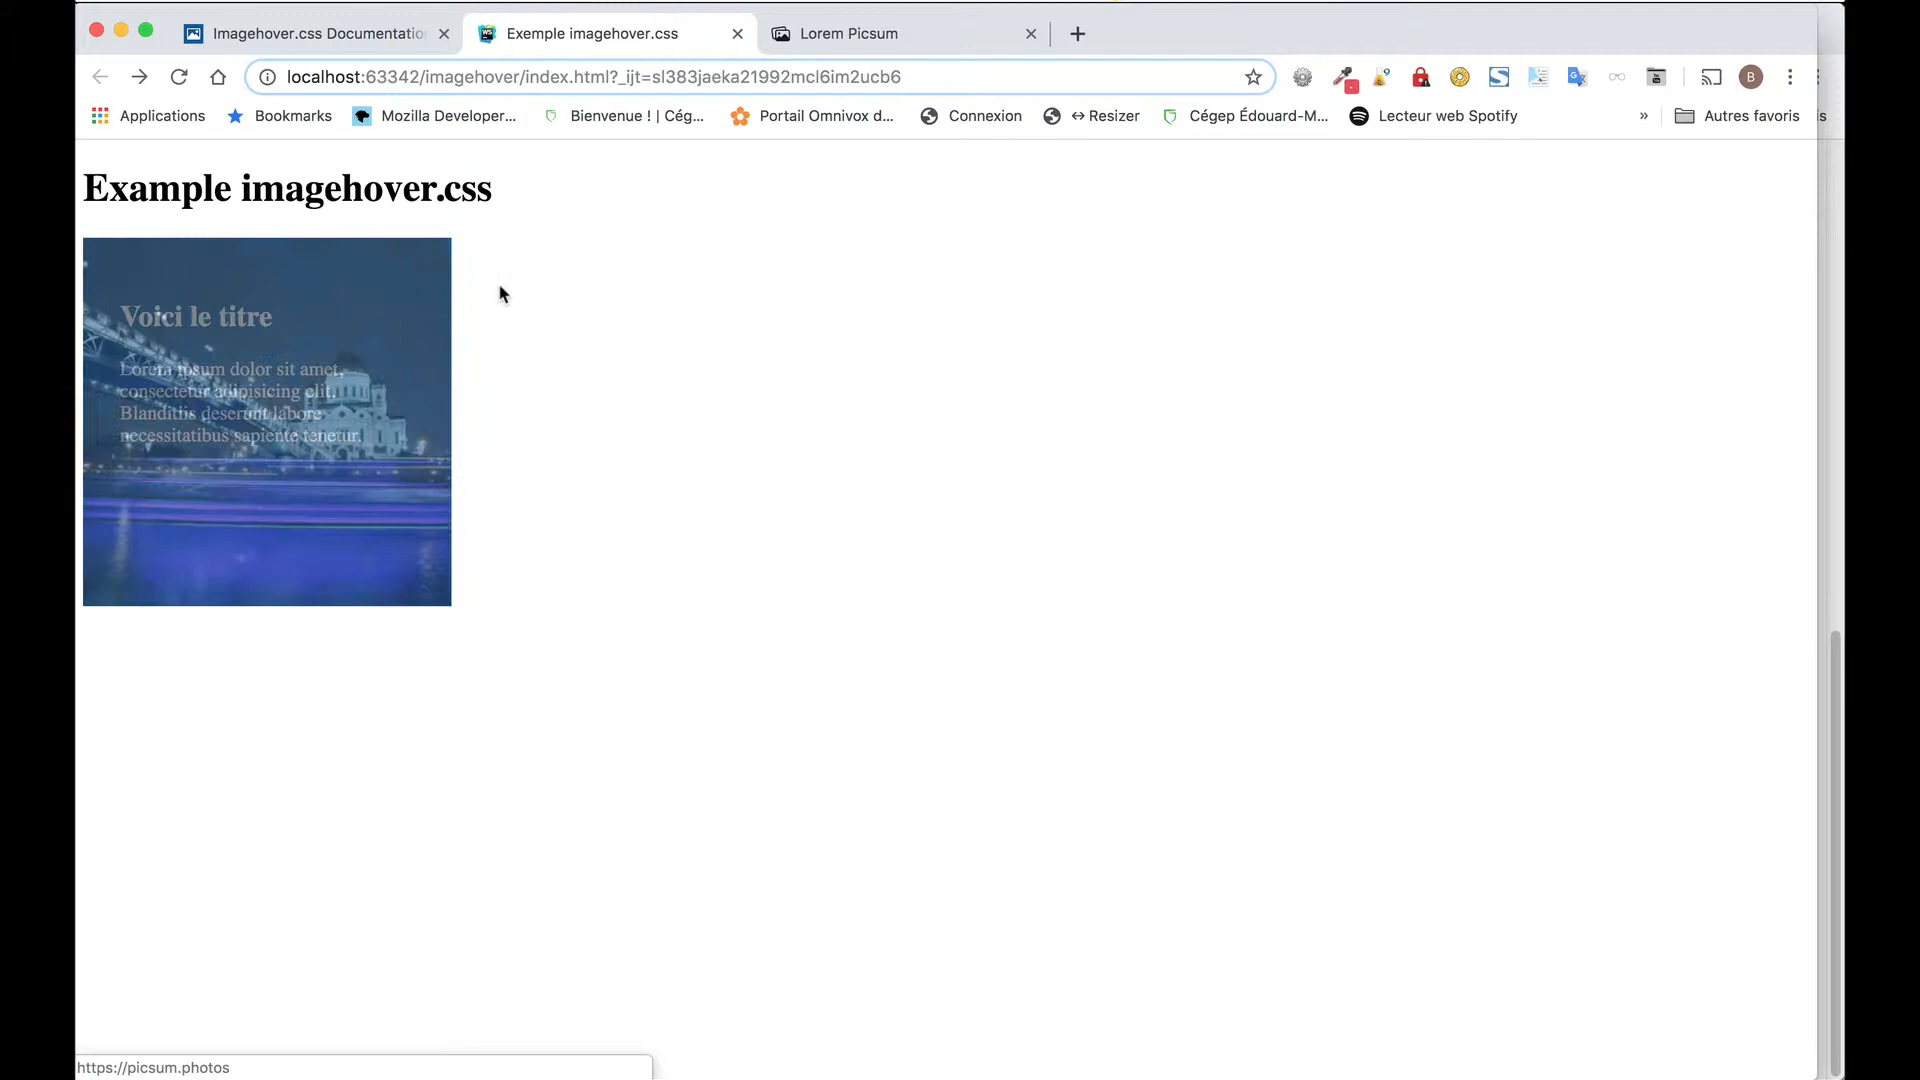 Imagehover.css Documentatio
Exemple imagehover.css
Lorem Picsum
localhost:63342/imagehover/index.html?_ijt=sl383jaeka21992mcl6im2ucb6
B
Applications
Bookmarks
Mozilla Developer...
Bienvenue ! | Cég...
Portail Omnivox d...
Connexion
⇔ Resizer
Cégep Édouard-M...
Lecteur web Spotify
»
Autres favoris
is
Example imagehover.css
Voici le titre
Lorem ipsum dolor sit amet,
consectetur adipisicing elit.
Blanditiis deserunt labore
necessitatibus sapiente tenetur.
https://picsum.photos